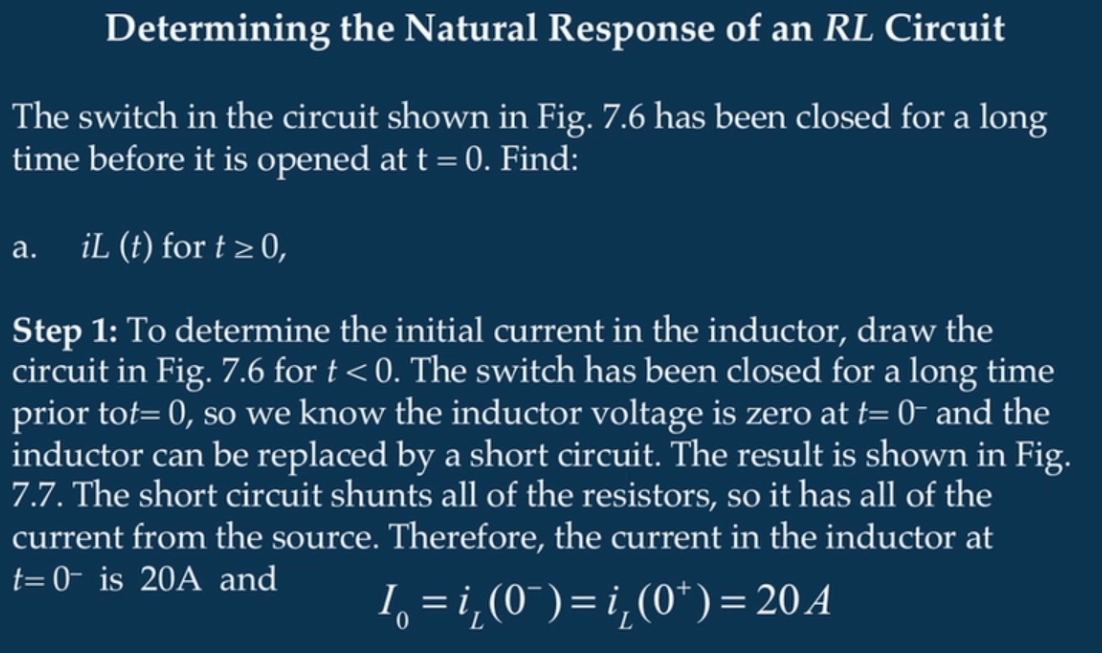 Determining the Natural Response of an RL Circuit
The switch in the circuit shown in Fig. 7.6 has been closed for a long
time before it is opened at t = 0. Find:
a. iL (t) for t ≥ 0,
Step 1: To determine the initial current in the inductor, draw the
circuit in Fig. 7.6 for t < 0. The switch has been closed for a long time
prior tot= 0, so we know the inductor voltage is zero at t= 0⁻ and the
inductor can be replaced by a short circuit. The result is shown in Fig.
7.7. The short circuit shunts all of the resistors, so it has all of the
current from the source. Therefore, the current in the inductor at
t= 0⁻ is 20A and
I₀ = i_L(0⁻) = i_L(0⁺) = 20 A